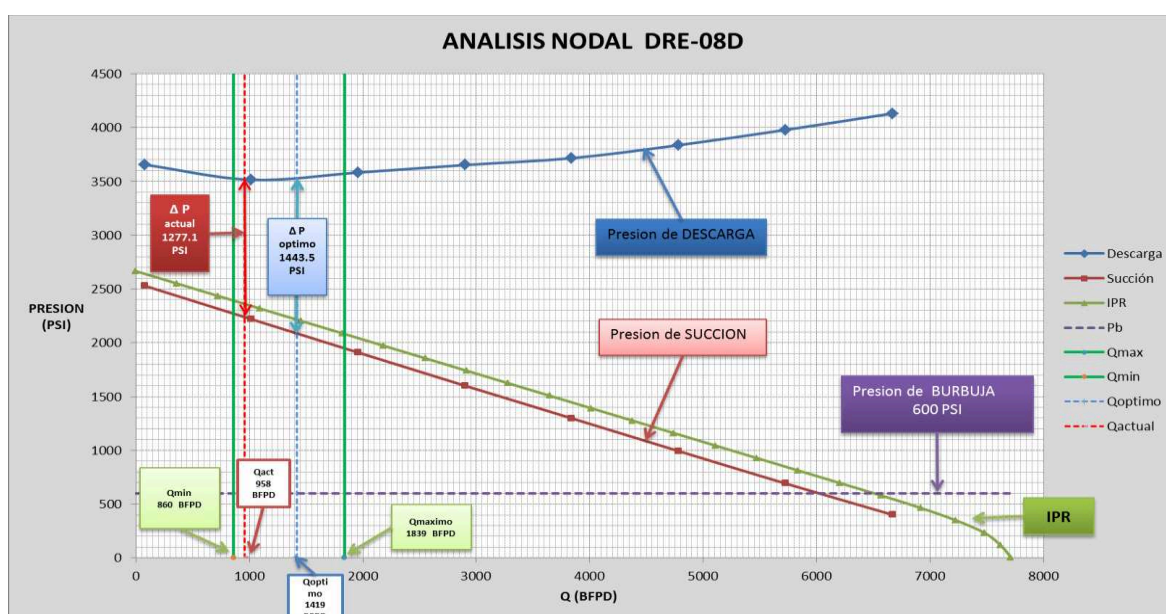 ANALISIS NODAL DRE-08D
4500
4000
3500
3000
2500
2000
1500
1000
500
0
PRESION
(PSI)
Δ P
actual
1277.1
PSI
Δ P
optimo
1443.5
PSI
Presion de DESCARGA
Presion de SUCCION
Presion de BURBUJA
600 PSI
Qmin
860 BFPD
Qact
958
BFPD
Qmaximo
1839 BFPD
IPR
Qopti
mo
1419
0
1000
2000
3000
4000
5000
6000
7000
8000
Q (BFPD)
Descarga
Succión
IPR
Pb
Qmax
Qmin
Qoptimo
Qactual